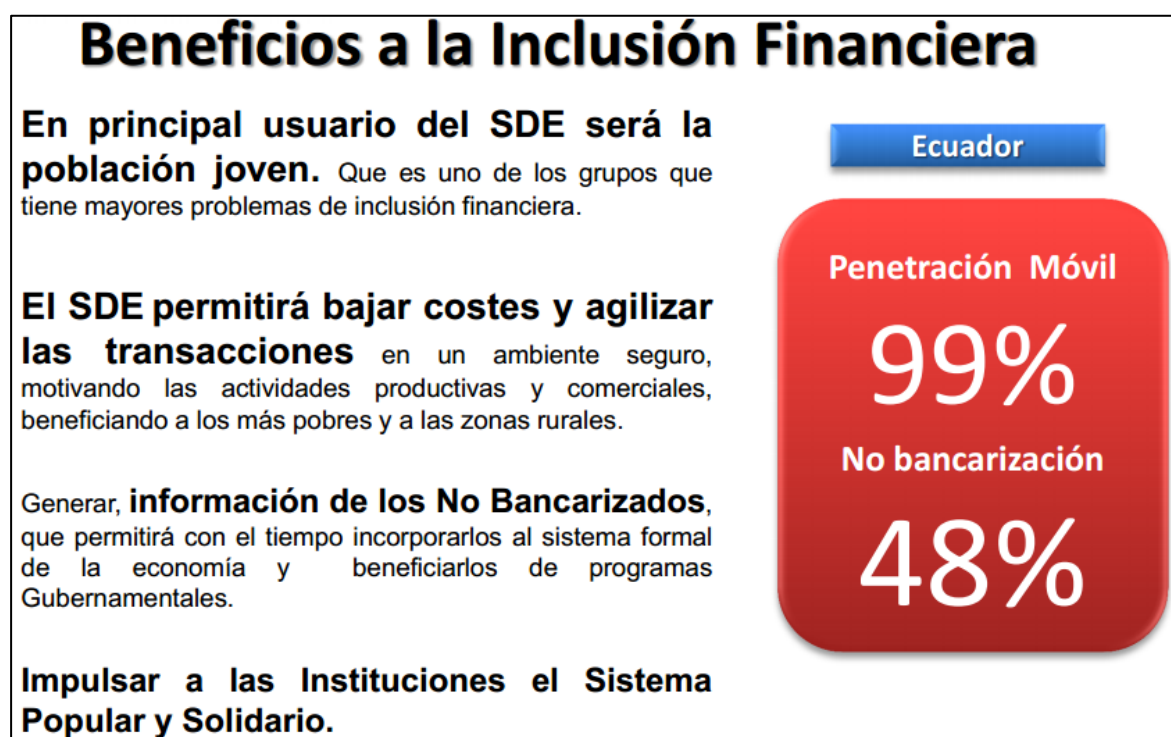 Beneficios a la Inclusión Financiera
En principal usuario del SDE será la
población joven. Que es uno de los grupos que
tiene mayores problemas de inclusión financiera.
El SDE permitirá bajar costes y agilizar
las transacciones en un ambiente seguro,
motivando las actividades productivas y comerciales,
beneficiando a los más pobres y a las zonas rurales.
Generar, información de los No Bancarizados,
que permitirá con el tiempo incorporarlos al sistema formal
de la economía y beneficiarlos de programas
Gubernamentales.
Impulsar a las Instituciones el Sistema
Popular y Solidario.
Ecuador
Penetración Móvil
99%
No bancarización
48%